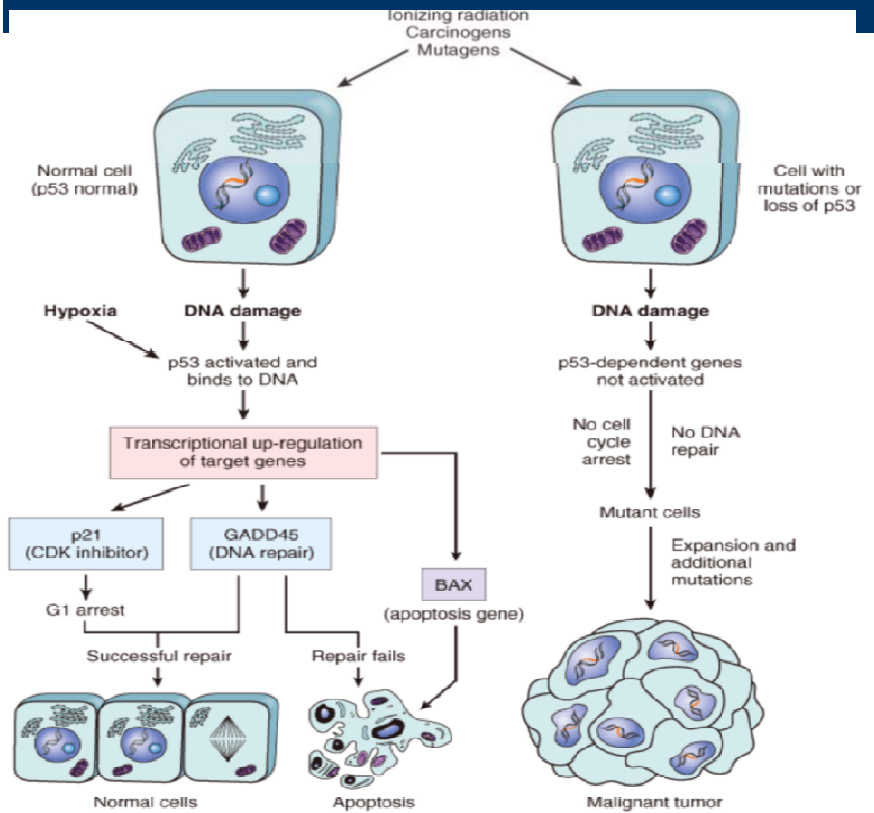 Ionizing radiation
Carcinogens
Mutagens
Normal cell
(p53 normal)
Cell with
mutations or
loss of p53
Hypoxia
DNA damage
DNA damage
p53 activated and
binds to DNA
p53-dependent genes
not activated
Transcriptional up-regulation
of target genes
No cell
cycle
arrest
No DNA
repair
p21
(CDK inhibitor)
GADD45
(DNA repair)
Mutant cells
BAX
(apoptosis gene)
Expansion and
additional
mutations
G1 arrest
Successful repair
Repair fails
Normal cells
Apoptosis
Malignant tumor